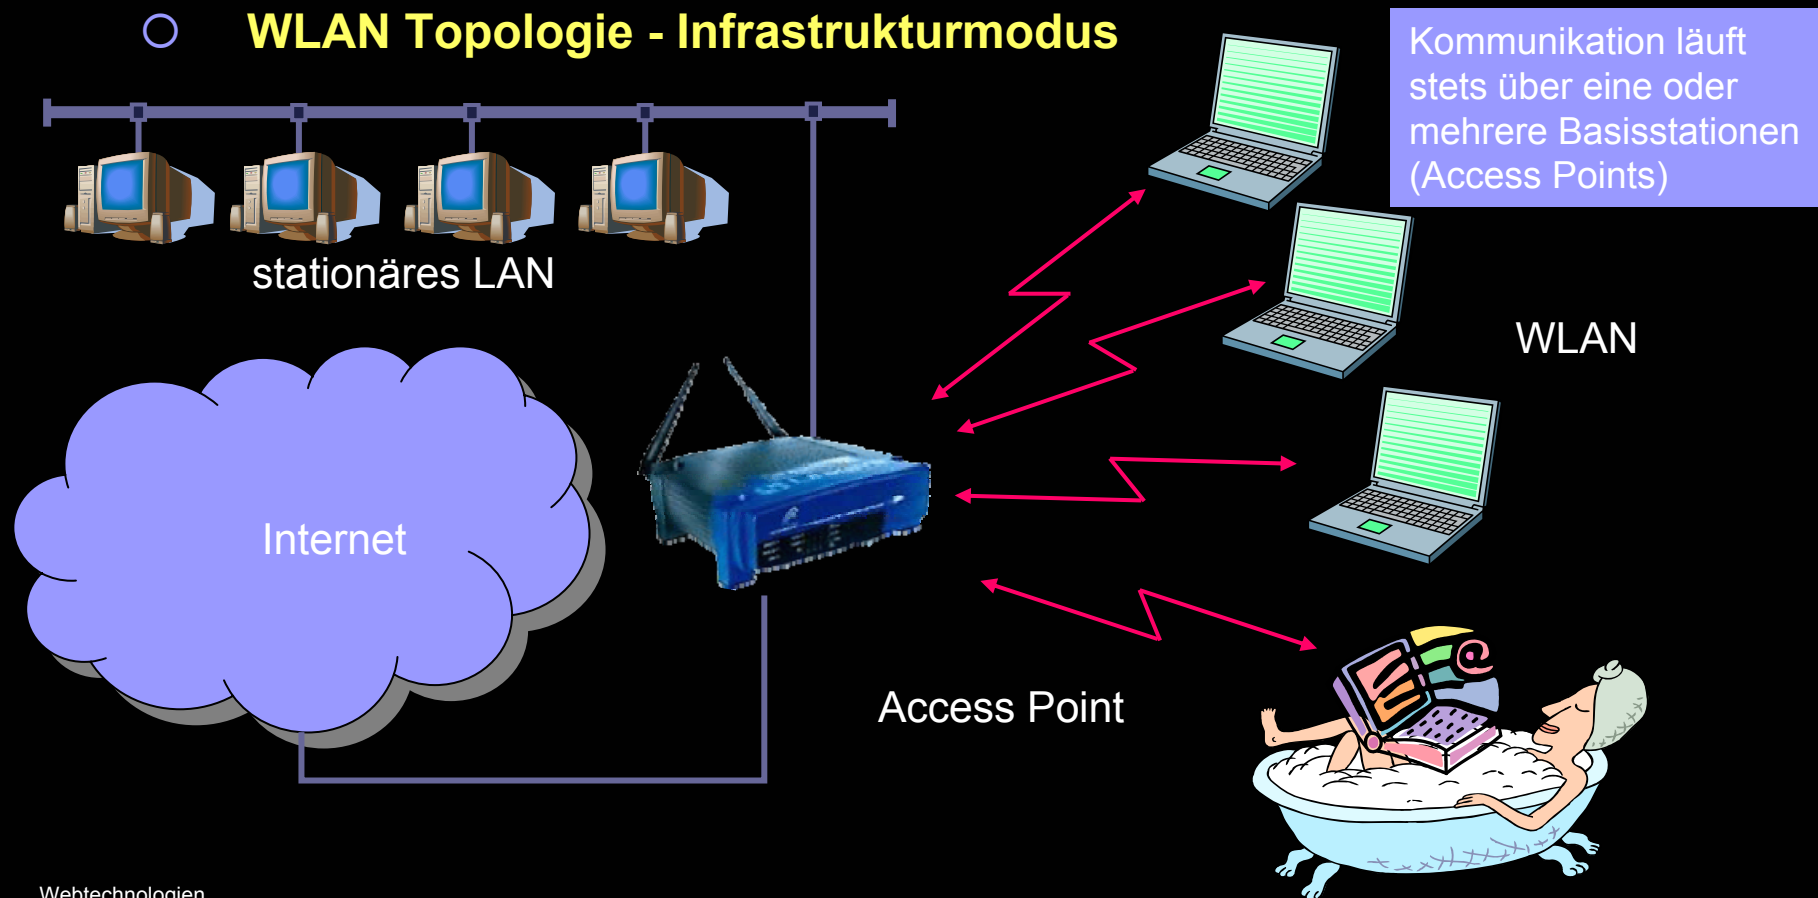 WLAN Topologie - Infrastrukturmodus
Kommunikation läuft
stets über eine oder
mehrere Basisstationen
(Access Points)
stationäres LAN
WLAN
Internet
Access Point
@
Webtechnologien